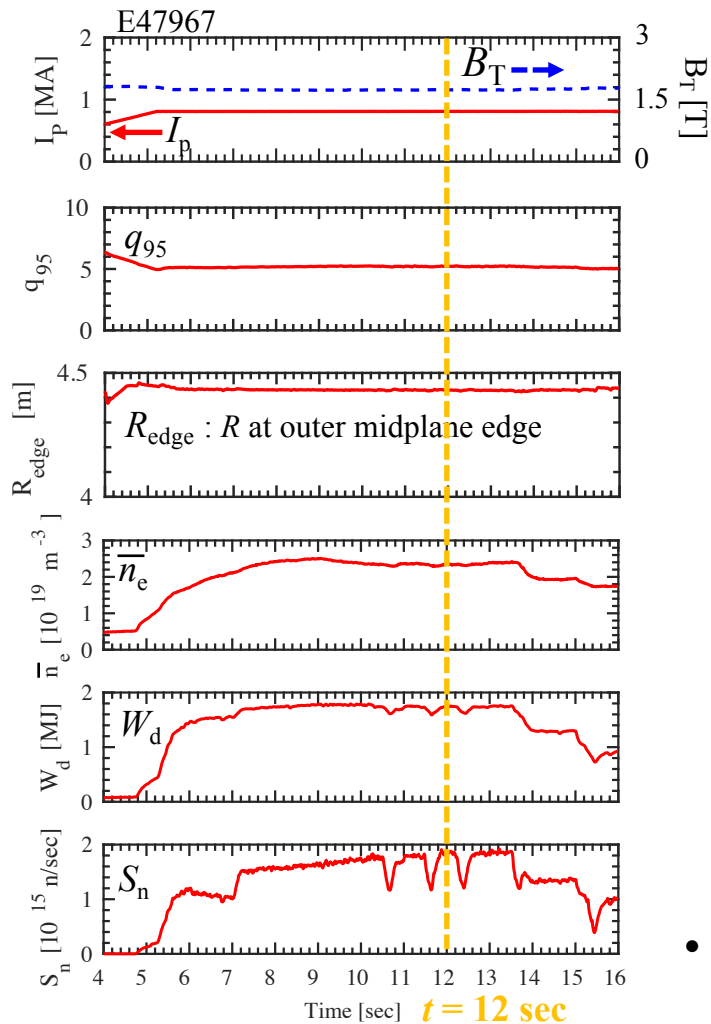 E47967
2
1
0
I_P [MA]
3
1.5
0
B_T [T]
B_T
I_p
10
5
0
q_95
q_95
4.5
4
R_edge [m]
R_edge : R at outer midplane edge
3
2
1
0
n̅_e [10^19 m^-3]
n̅_e
2
1
0
W_d [MJ]
W_d
2
1
0
S_n [10^15 n/sec]
S_n
4 5 6 7 8 9 10 11 12 13 14 15 16
Time [sec] t = 12 sec
•